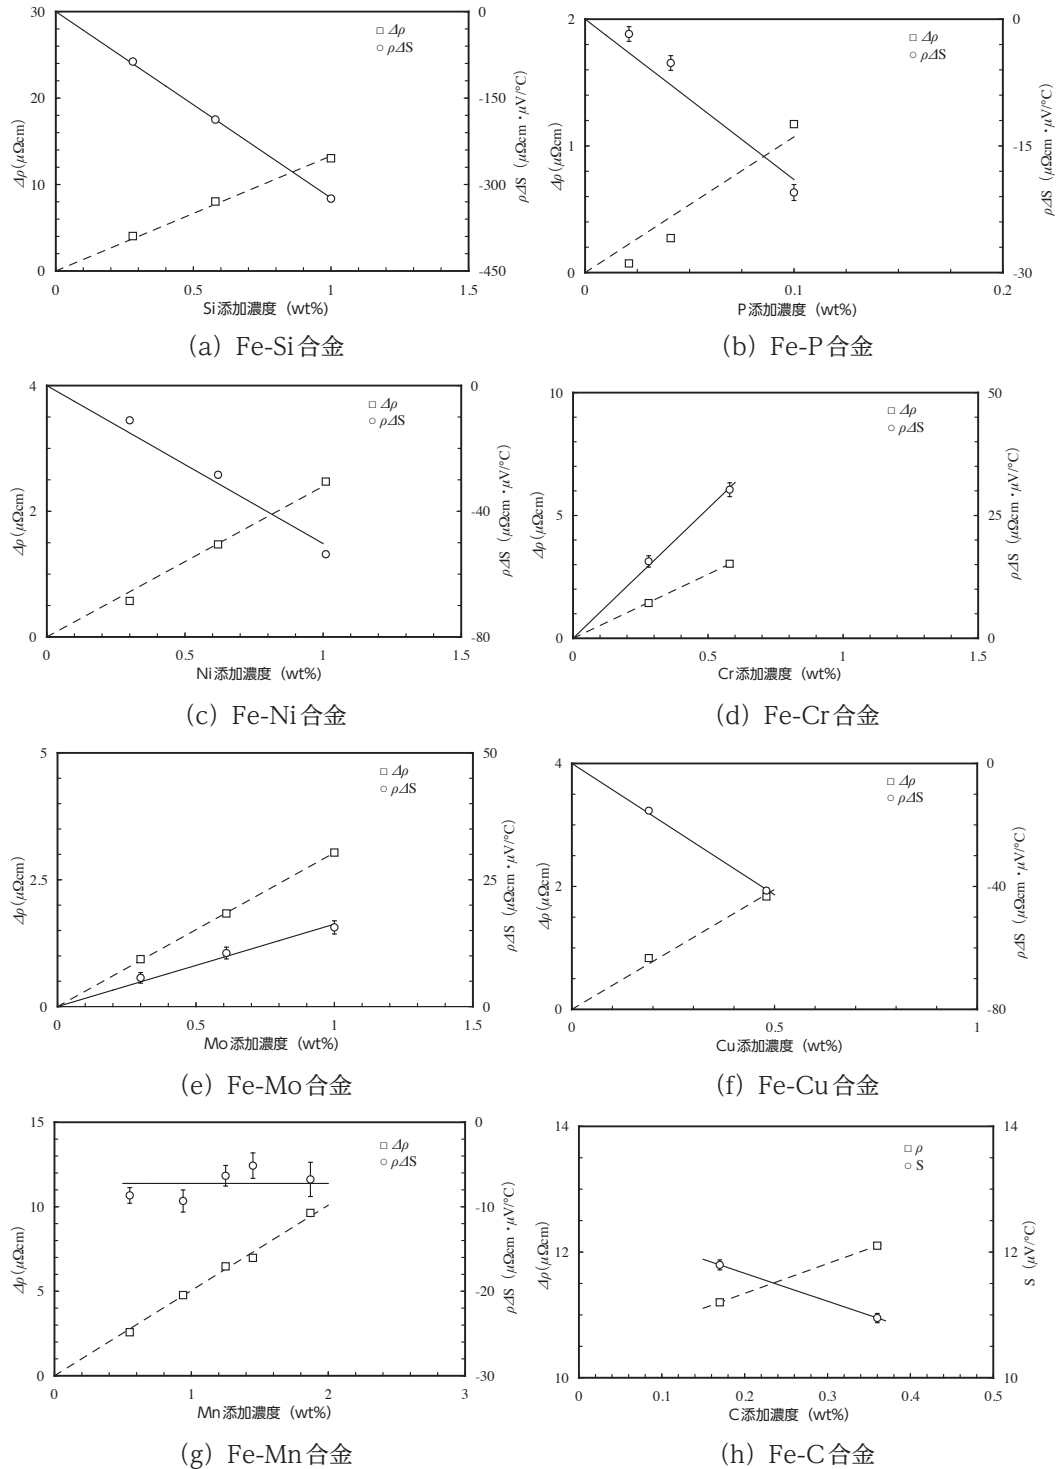 30
20
10
0
Δρ(μΩcm)
0
-150
-300
-450
ρΔS（μΩcm・μV/°C）
□ Δρ
○ ρΔS
0 0.5 1 1.5
Si添加濃度（wt%）
(a) Fe-Si合金
2
1
0
Δρ(μΩcm)
0
-15
-30
ρΔS（μΩcm・μV/°C）
□ Δρ
○ ρΔS
0 0.1 0.2
P添加濃度（wt%）
(b) Fe-P合金
4
2
0
Δρ(μΩcm)
0
-40
-80
ρΔS（μΩcm・μV/°C）
□ Δρ
○ ρΔS
0 0.5 1 1.5
Ni添加濃度（wt%）
(c) Fe-Ni合金
10
5
0
Δρ(μΩcm)
50
25
0
ρΔS（μΩcm・μV/°C）
□ Δρ
○ ρΔS
0 0.5 1 1.5
Cr添加濃度（wt%）
(d) Fe-Cr合金
5
2.5
0
Δρ(μΩcm)
50
25
0
ρΔS（μΩcm・μV/°C）
□ Δρ
○ ρΔS
0 0.5 1 1.5
Mo添加濃度（wt%）
(e) Fe-Mo合金
4
2
0
Δρ(μΩcm)
0
-40
-80
ρΔS（μΩcm・μV/°C）
□ Δρ
○ ρΔS
0 0.5 1
Cu添加濃度（wt%）
(f) Fe-Cu合金
15
10
5
0
Δρ(μΩcm)
0
-10
-20
-30
ρΔS（μΩcm・μV/°C）
□ Δρ
○ ρΔS
0 1 2 3
Mn添加濃度（wt%）
(g) Fe-Mn合金
14
12
10
Δρ(μΩcm)
14
12
10
S（μV/°C）
□ ρ
○ S
0 0.1 0.2 0.3 0.4 0.5
C添加濃度（wt%）
(h) Fe-C合金